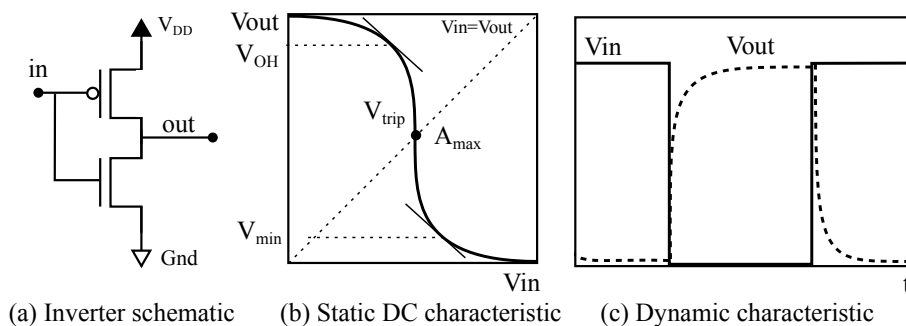 V_DD
in
out
Gnd
(a) Inverter schematic
Vout
Vin=Vout
V_OH
V_trip
A_max
V_min
Vin
(b) Static DC characteristic
Vin
Vout
t
(c) Dynamic characteristic